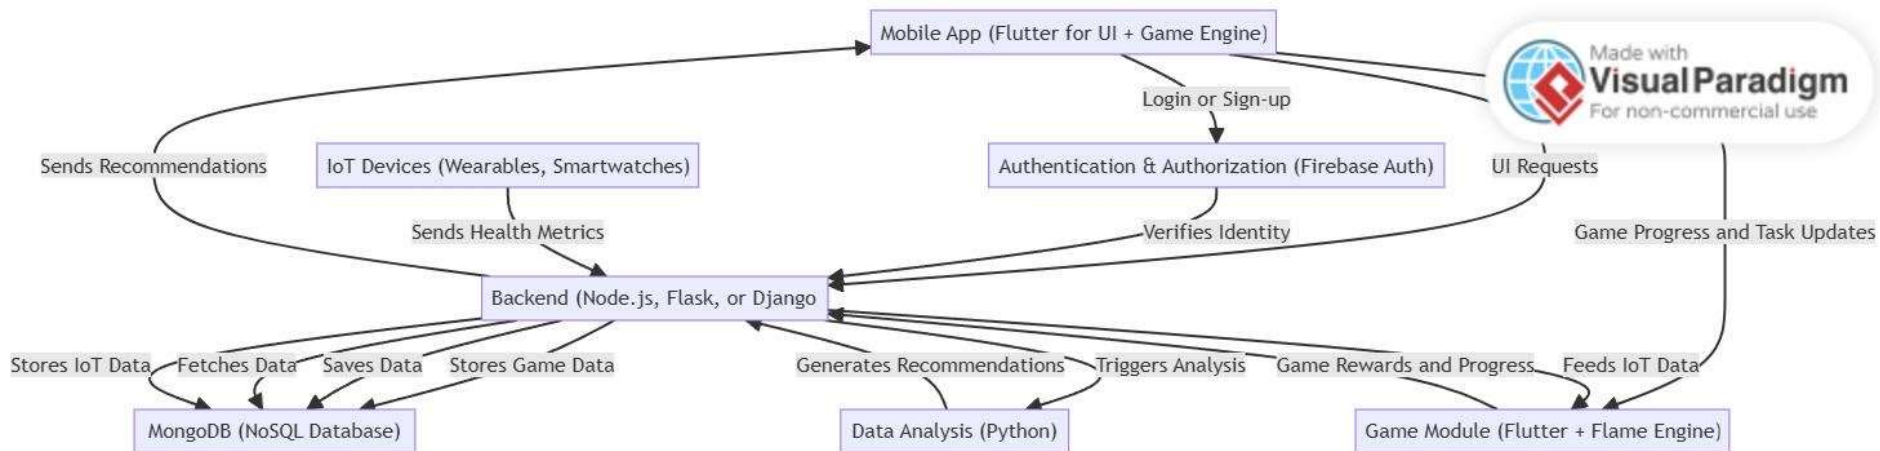 Mobile App (Flutter for UI + Game Engine)
Made with
Visual Paradigm
For non-commercial use
Login or Sign-up
Sends Recommendations
IoT Devices (Wearables, Smartwatches)
Authentication & Authorization (Firebase Auth)
UI Requests
Sends Health Metrics
Verifies Identity
Game Progress and Task Updates
Backend (Node.js, Flask, or Django
Stores IoT Data
Fetches Data
Saves Data
Stores Game Data
Generates Recommendations
Triggers Analysis
Game Rewards and Progress
Feeds IoT Data
MongoDB (NoSQL Database)
Data Analysis (Python)
Game Module (Flutter + Flame Engine)